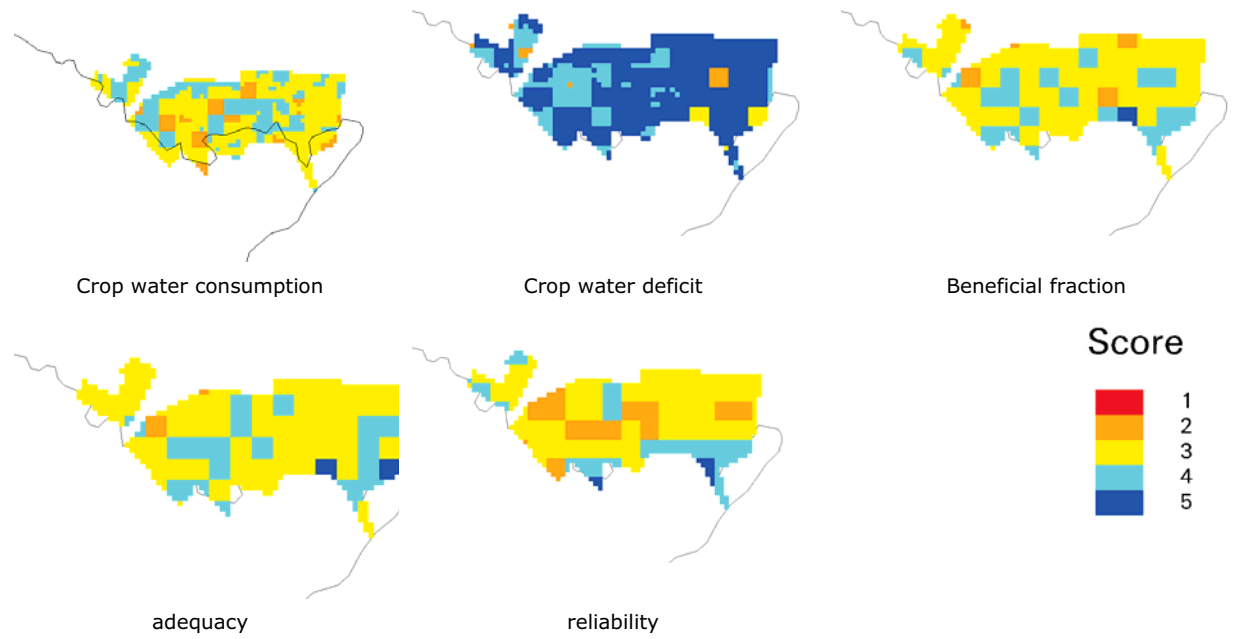 Crop water consumption
Crop water deficit
Beneficial fraction
Score
1
2
3
4
5
adequacy
reliability